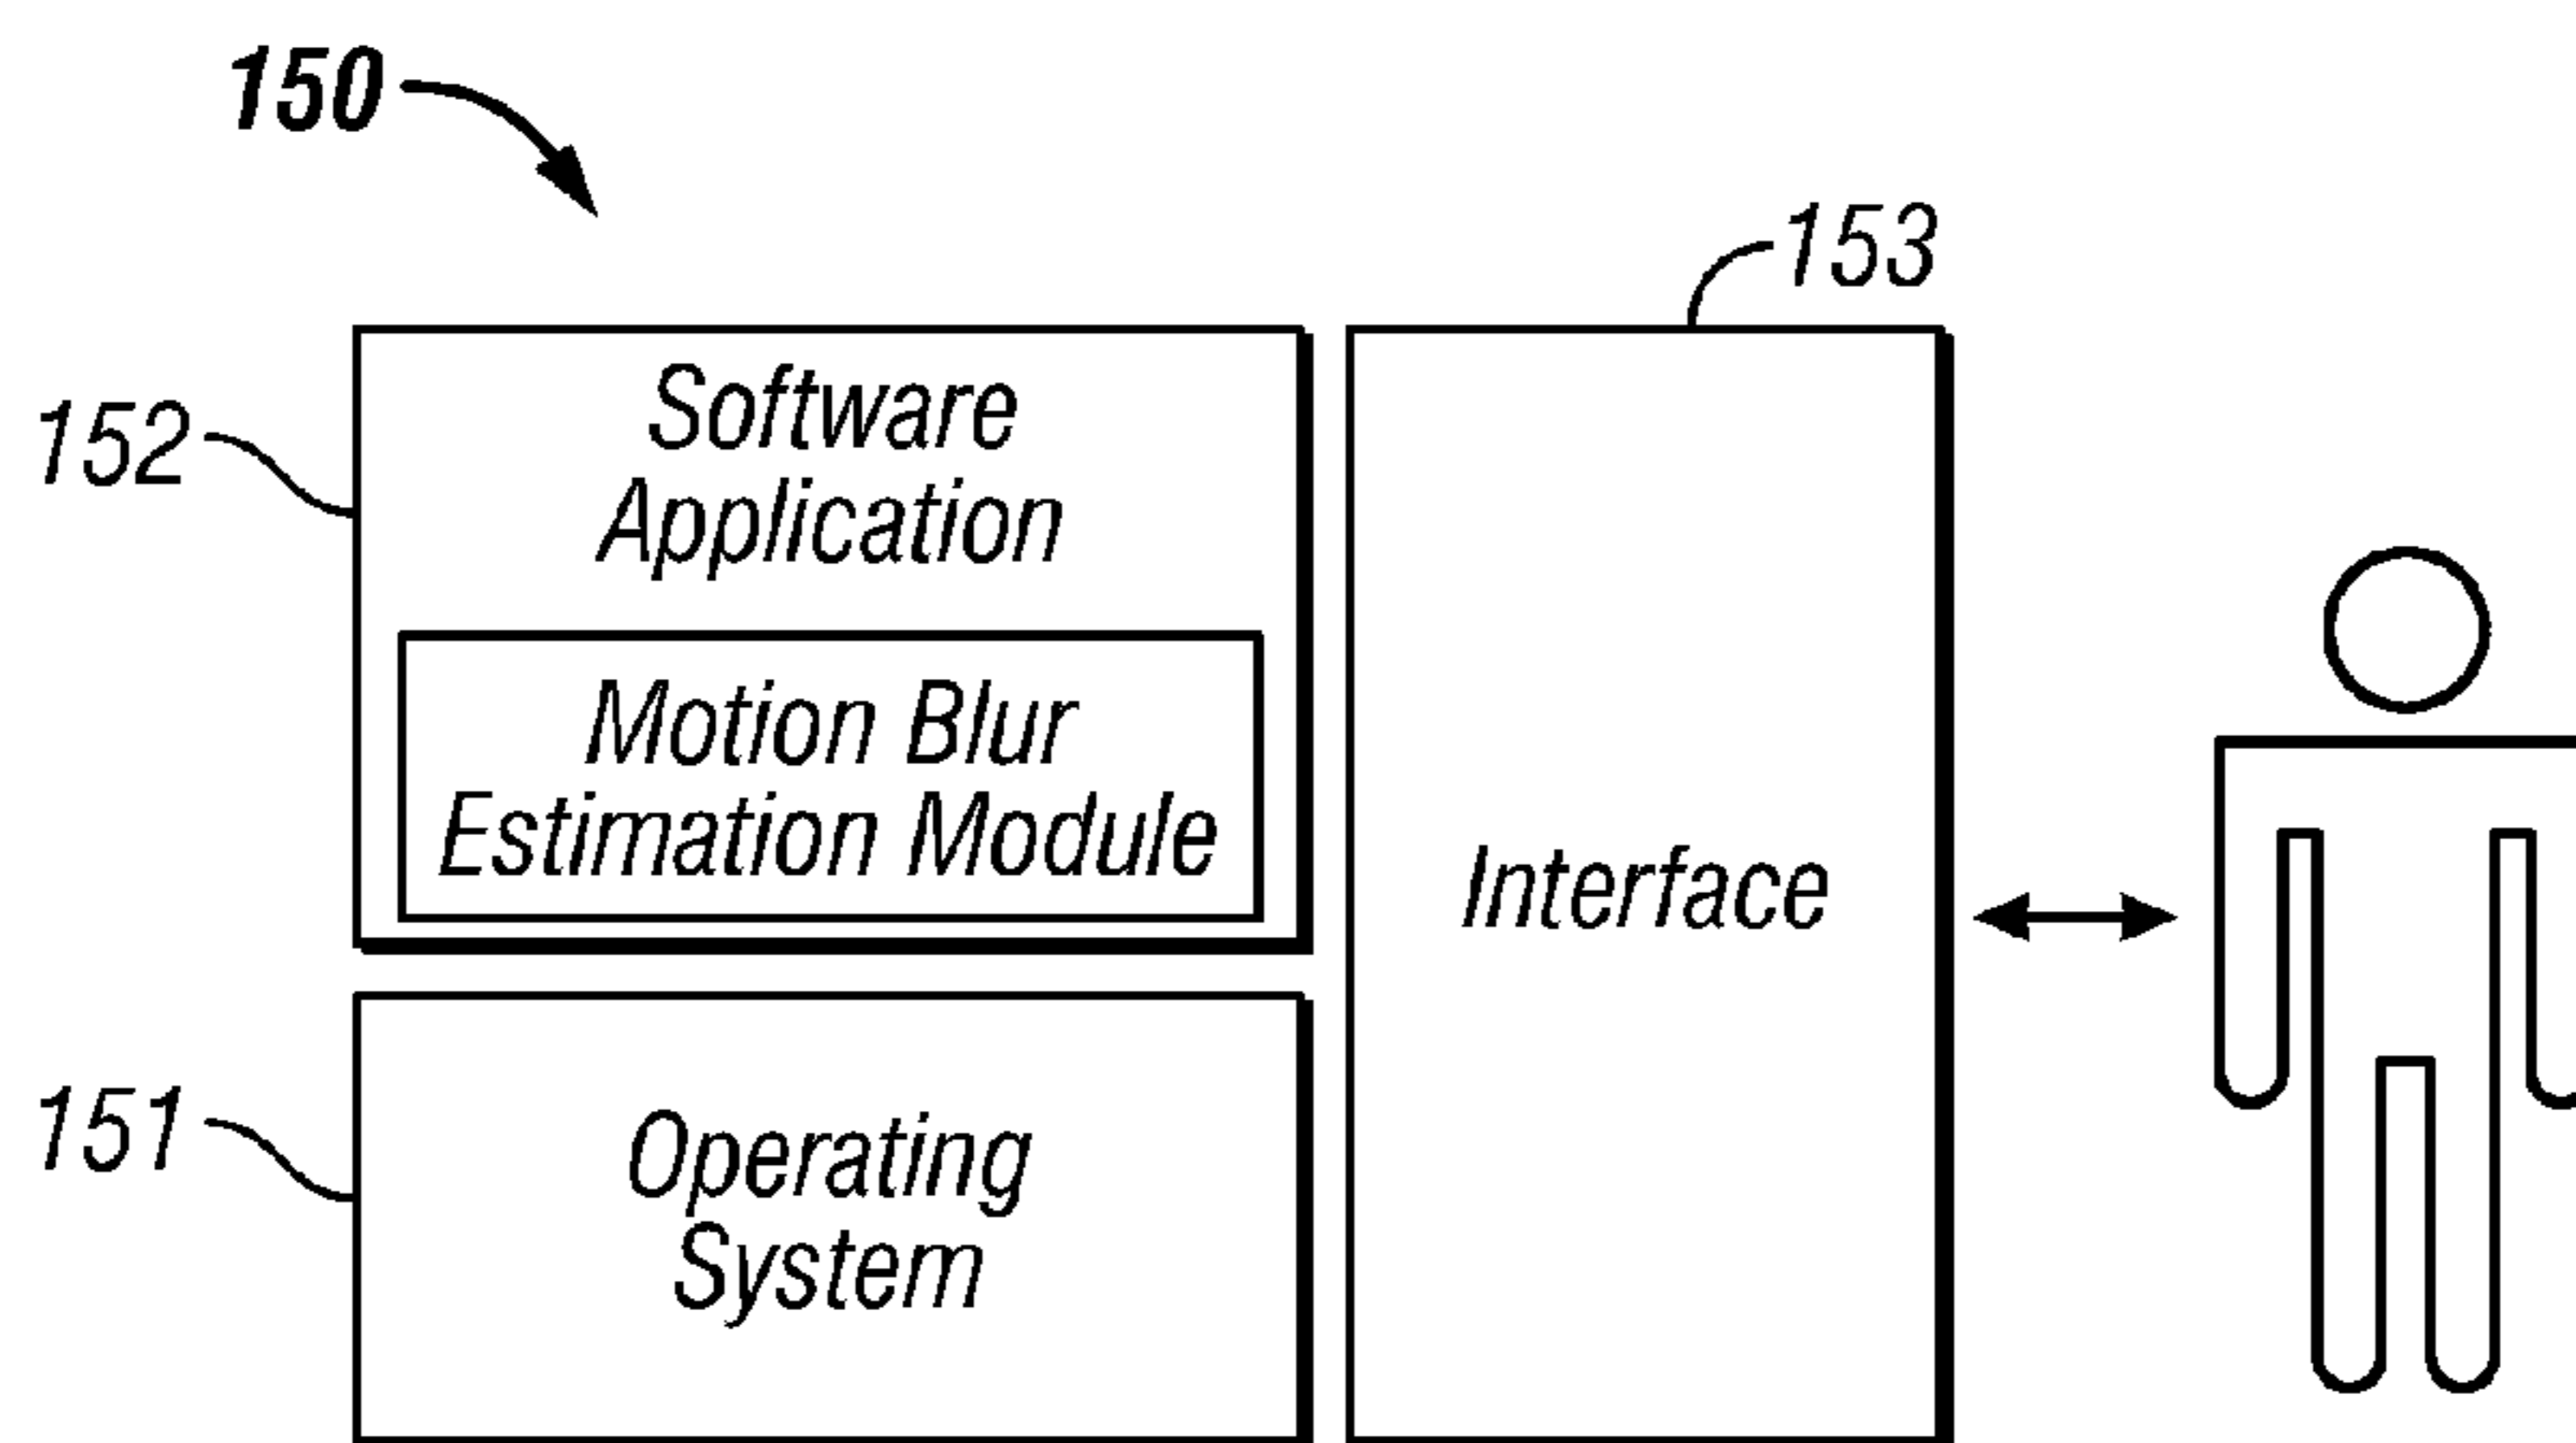 150
153
152
Software
Application
Motion Blur
Estimation Module
Interface
151
Operating
System